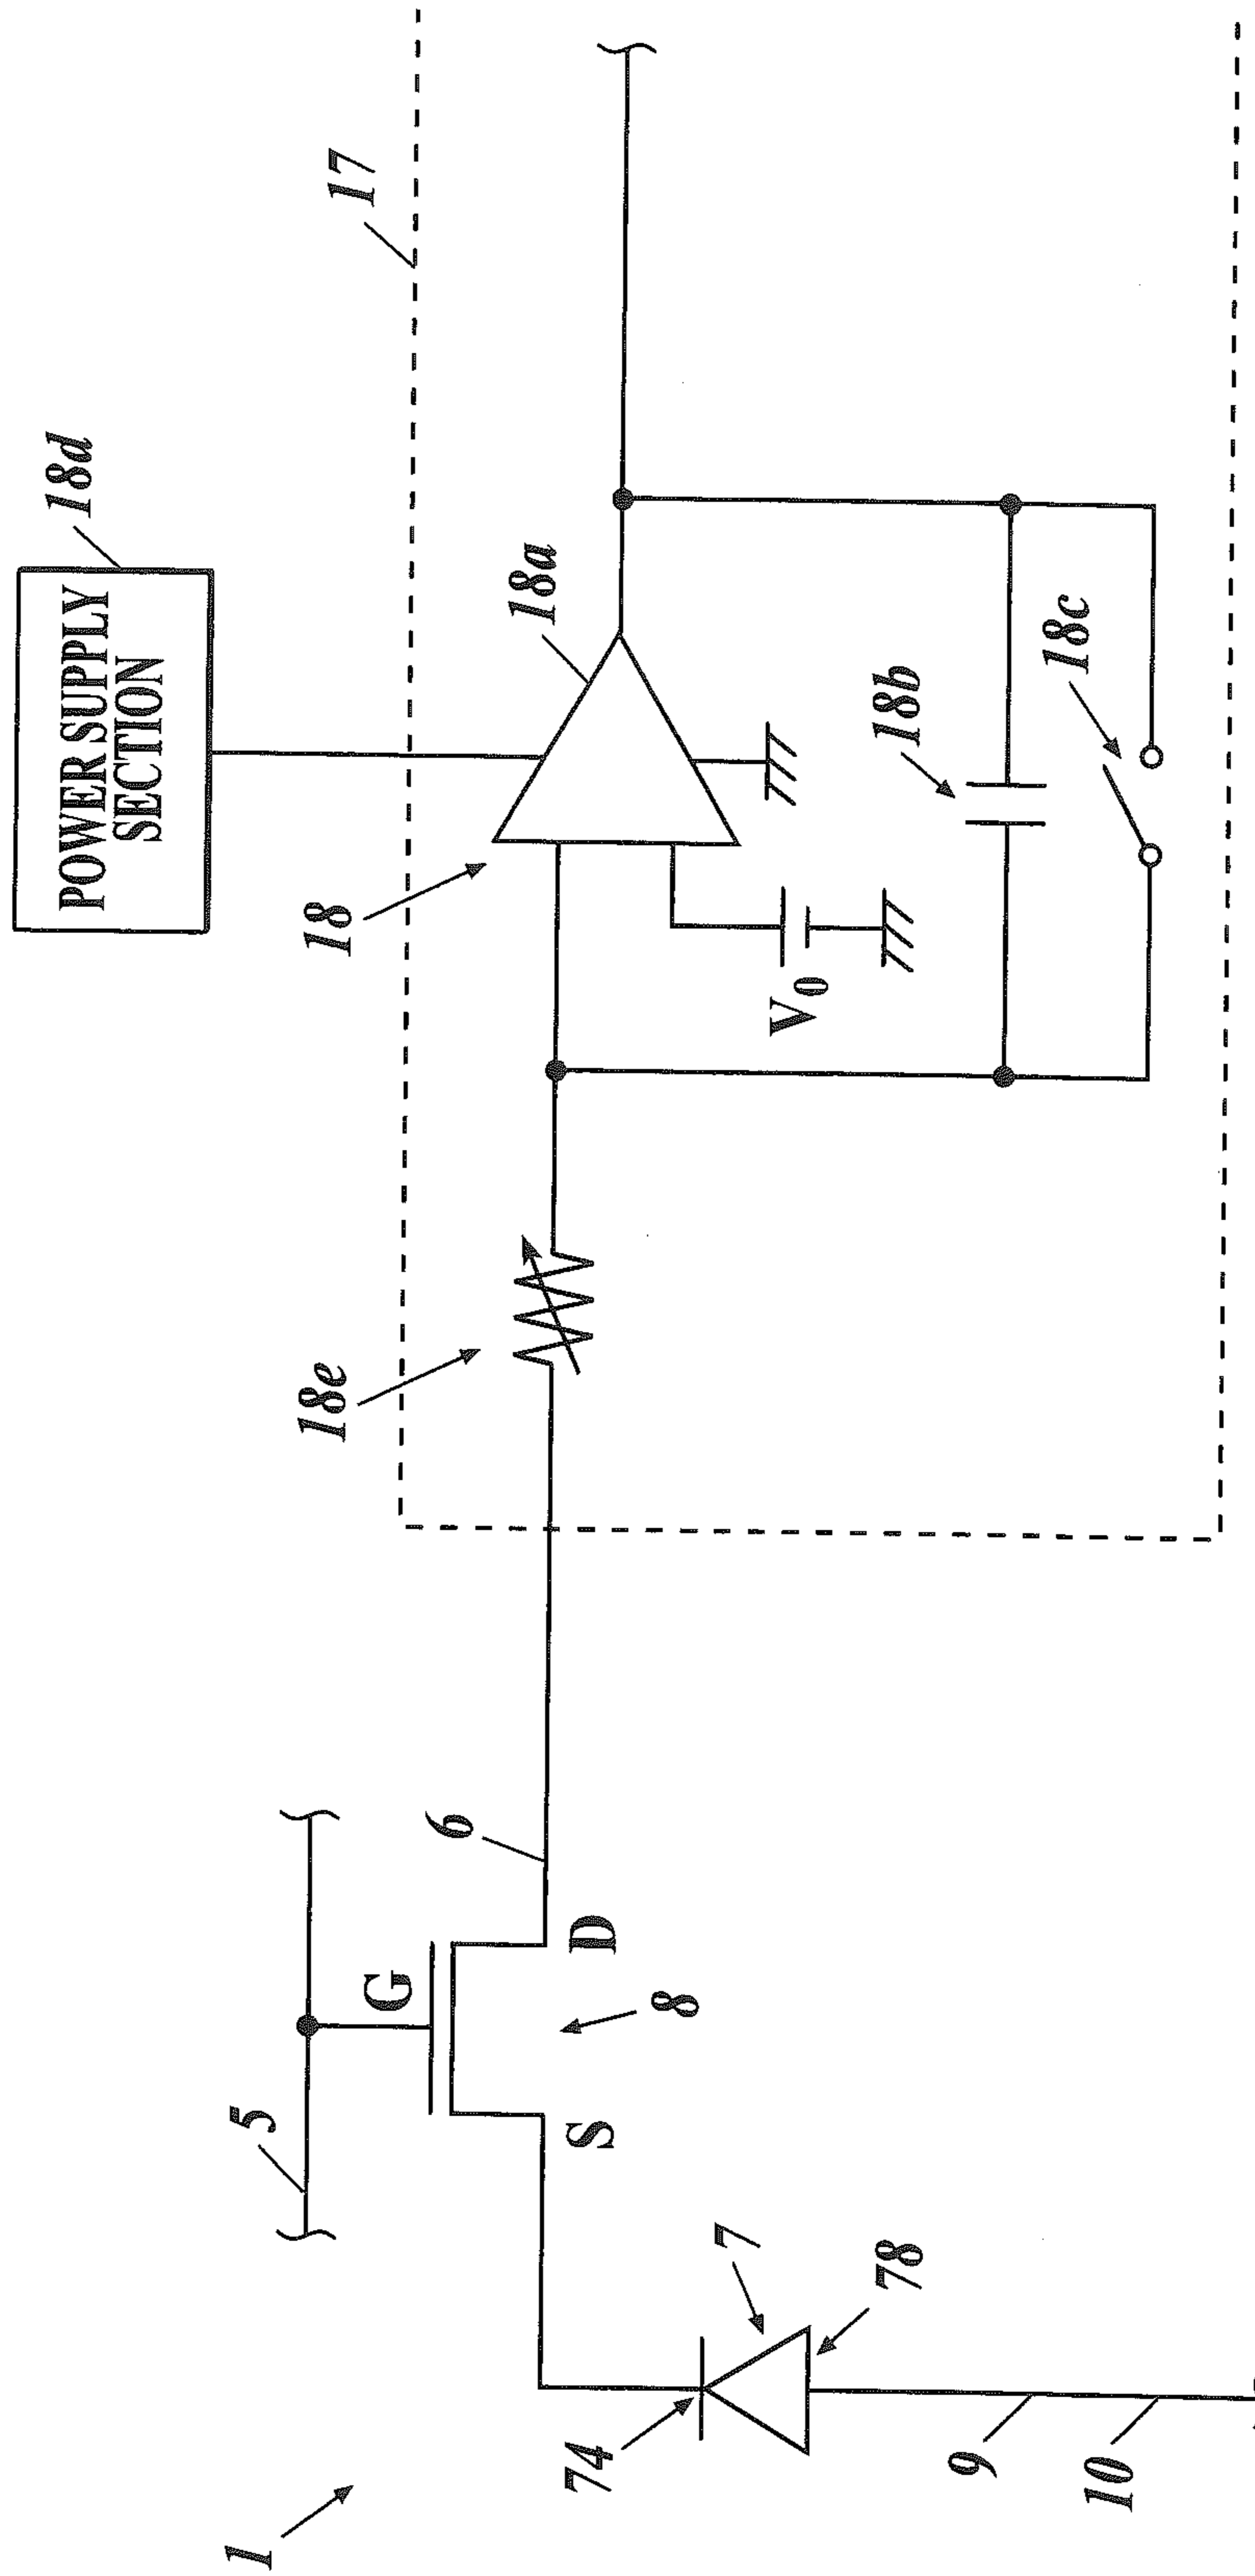 POWER SUPPLY
SECTION
18d
17
18
18a
18e
V0
18b
18c
5
G
6
D
S
8
1
74
7
78
9
10